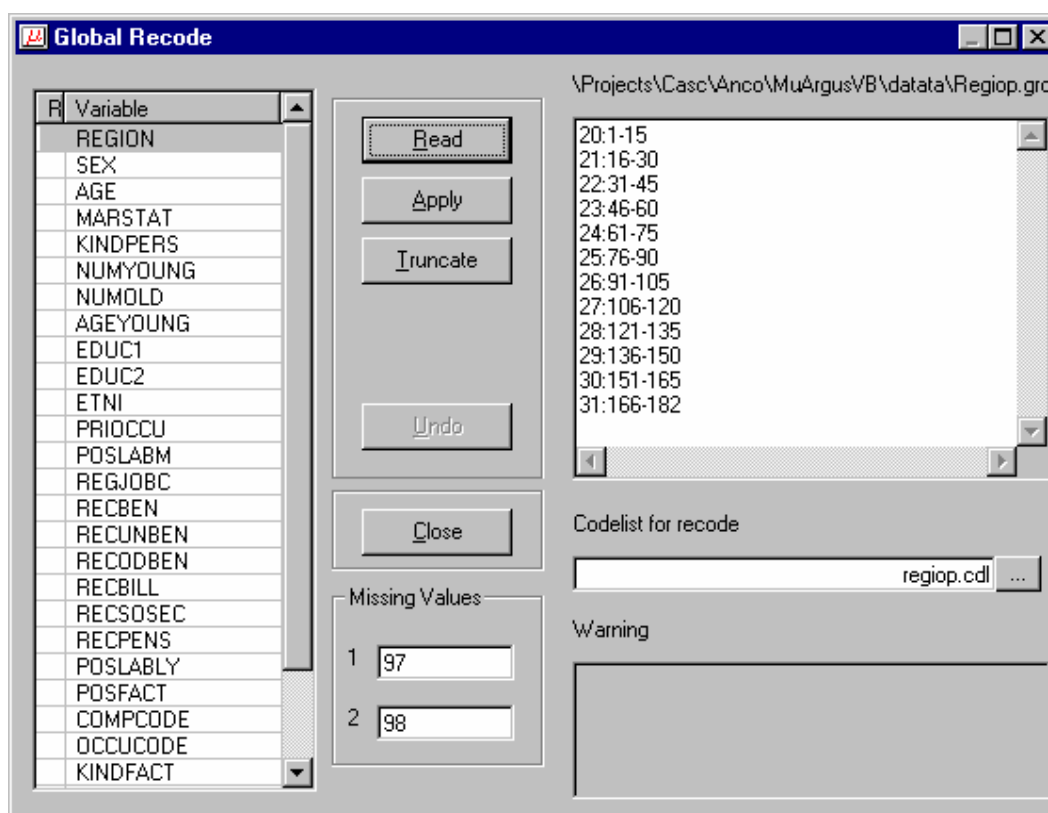 μ Global Recode
R Variable
REGION
SEX
AGE
MARSTAT
KINDPERS
NUMYOUNG
NUMOLD
AGEYOUNG
EDUC1
EDUC2
ETNI
PRIOCCU
POSLABM
REGJOBC
RECBEN
RECUNBEN
RECODBEN
RECBILL
RECSOSEC
RECPENS
POSLABLY
POSFACT
COMPCODE
OCCUCODE
KINDFACT
Read
Apply
Truncate
Undo
Close
Missing Values
1 97
2 98
\Projects\Casc\Anco\MuArgusVB\datata\Regiop.grc
20:1-15
21:16-30
22:31-45
23:46-60
24:61-75
25:76-90
26:91-105
27:106-120
28:121-135
29:136-150
30:151-165
31:166-182
Codelist for recode
regiop.cdl ...
Warning